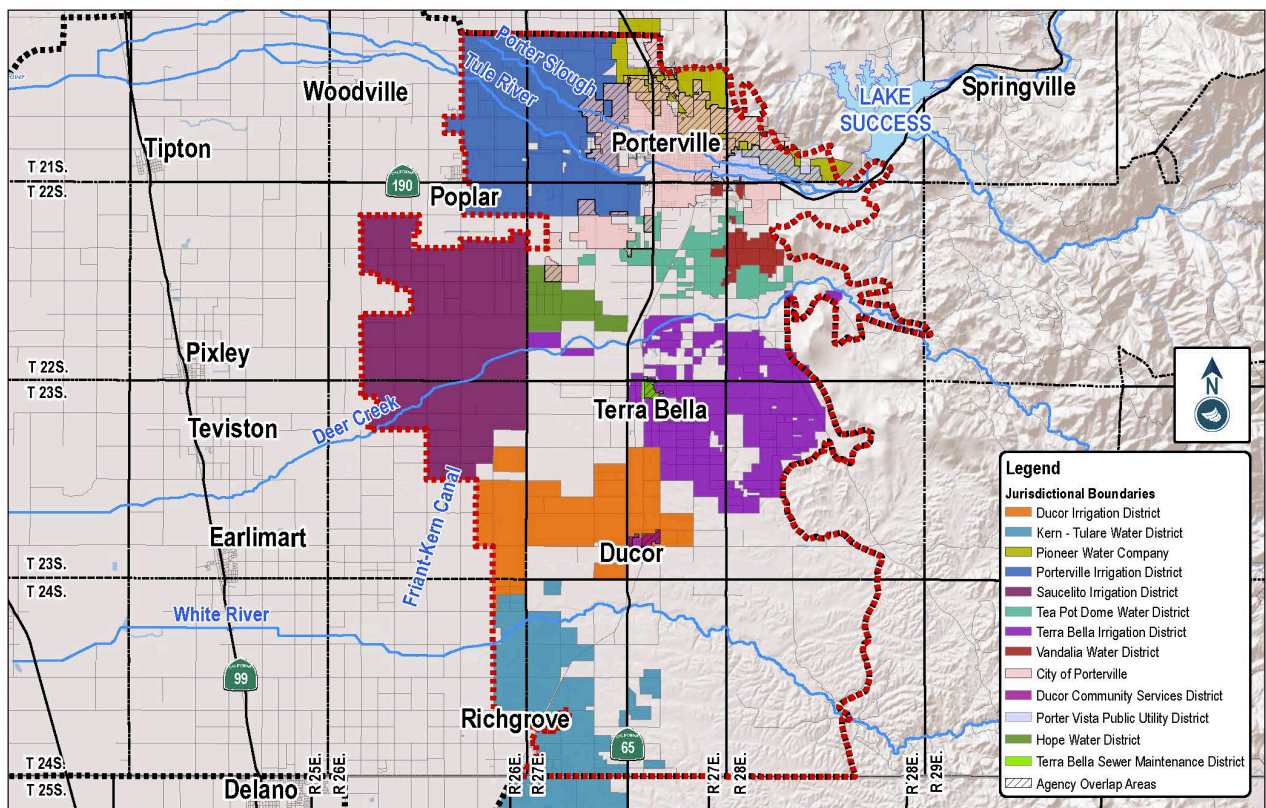 Porter Slough
Tule River
Woodville
LAKE
SUCCESS
Springville
Tipton
Porterville
T 21S.
T 22S.
CALIFORNIA
190
Poplar
Pixley
T 22S.
T 23S.
Teviston
Deer Creek
Terra Bella
Friant-Kern Canal
Earlimart
Ducor
T 23S.
T 24S.
White River
CALIFORNIA
99
Richgrove
CALIFORNIA
65
T 24S.
T 25S.
Delano
R 25E.
R 26E.
R 26E.
R 27E.
R 27E.
R 28E.
R 28E.
R 29E.
N
Legend
Jurisdictional Boundaries
Ducor Irrigation District
Kern - Tulare Water District
Pioneer Water Company
Porterville Irrigation District
Saucelito Irrigation District
Tea Pot Dome Water District
Terra Bella Irrigation District
Vandalia Water District
City of Porterville
Ducor Community Services District
Porter Vista Public Utility District
Hope Water District
Terra Bella Sewer Maintenance District
Agency Overlap Areas